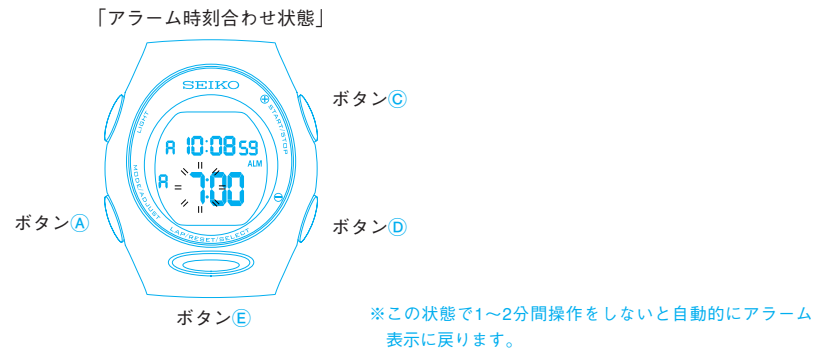 「アラーム時刻合わせ状態」
SEIKO
LIGHT
⊕ START/STOP
ボタンⒸ
A 10:08 59
ALM
A 7:00
MODE/ADJUST
⊖
LAP/RESET/SELECT
ボタンⒶ
ボタンⒹ
ボタンⒺ
※この状態で1〜2分間操作をしないと自動的にアラーム
表示に戻ります。